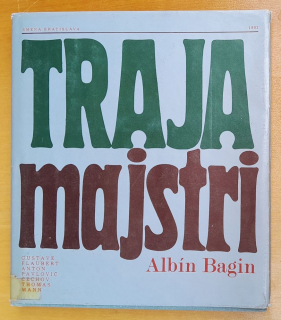 TRAJA
majstri
Albín Bagin
GUSTAVE
FLAUBERT
ANTON
PAVLOVIČ
ČECHOV
THOMAS
MANN